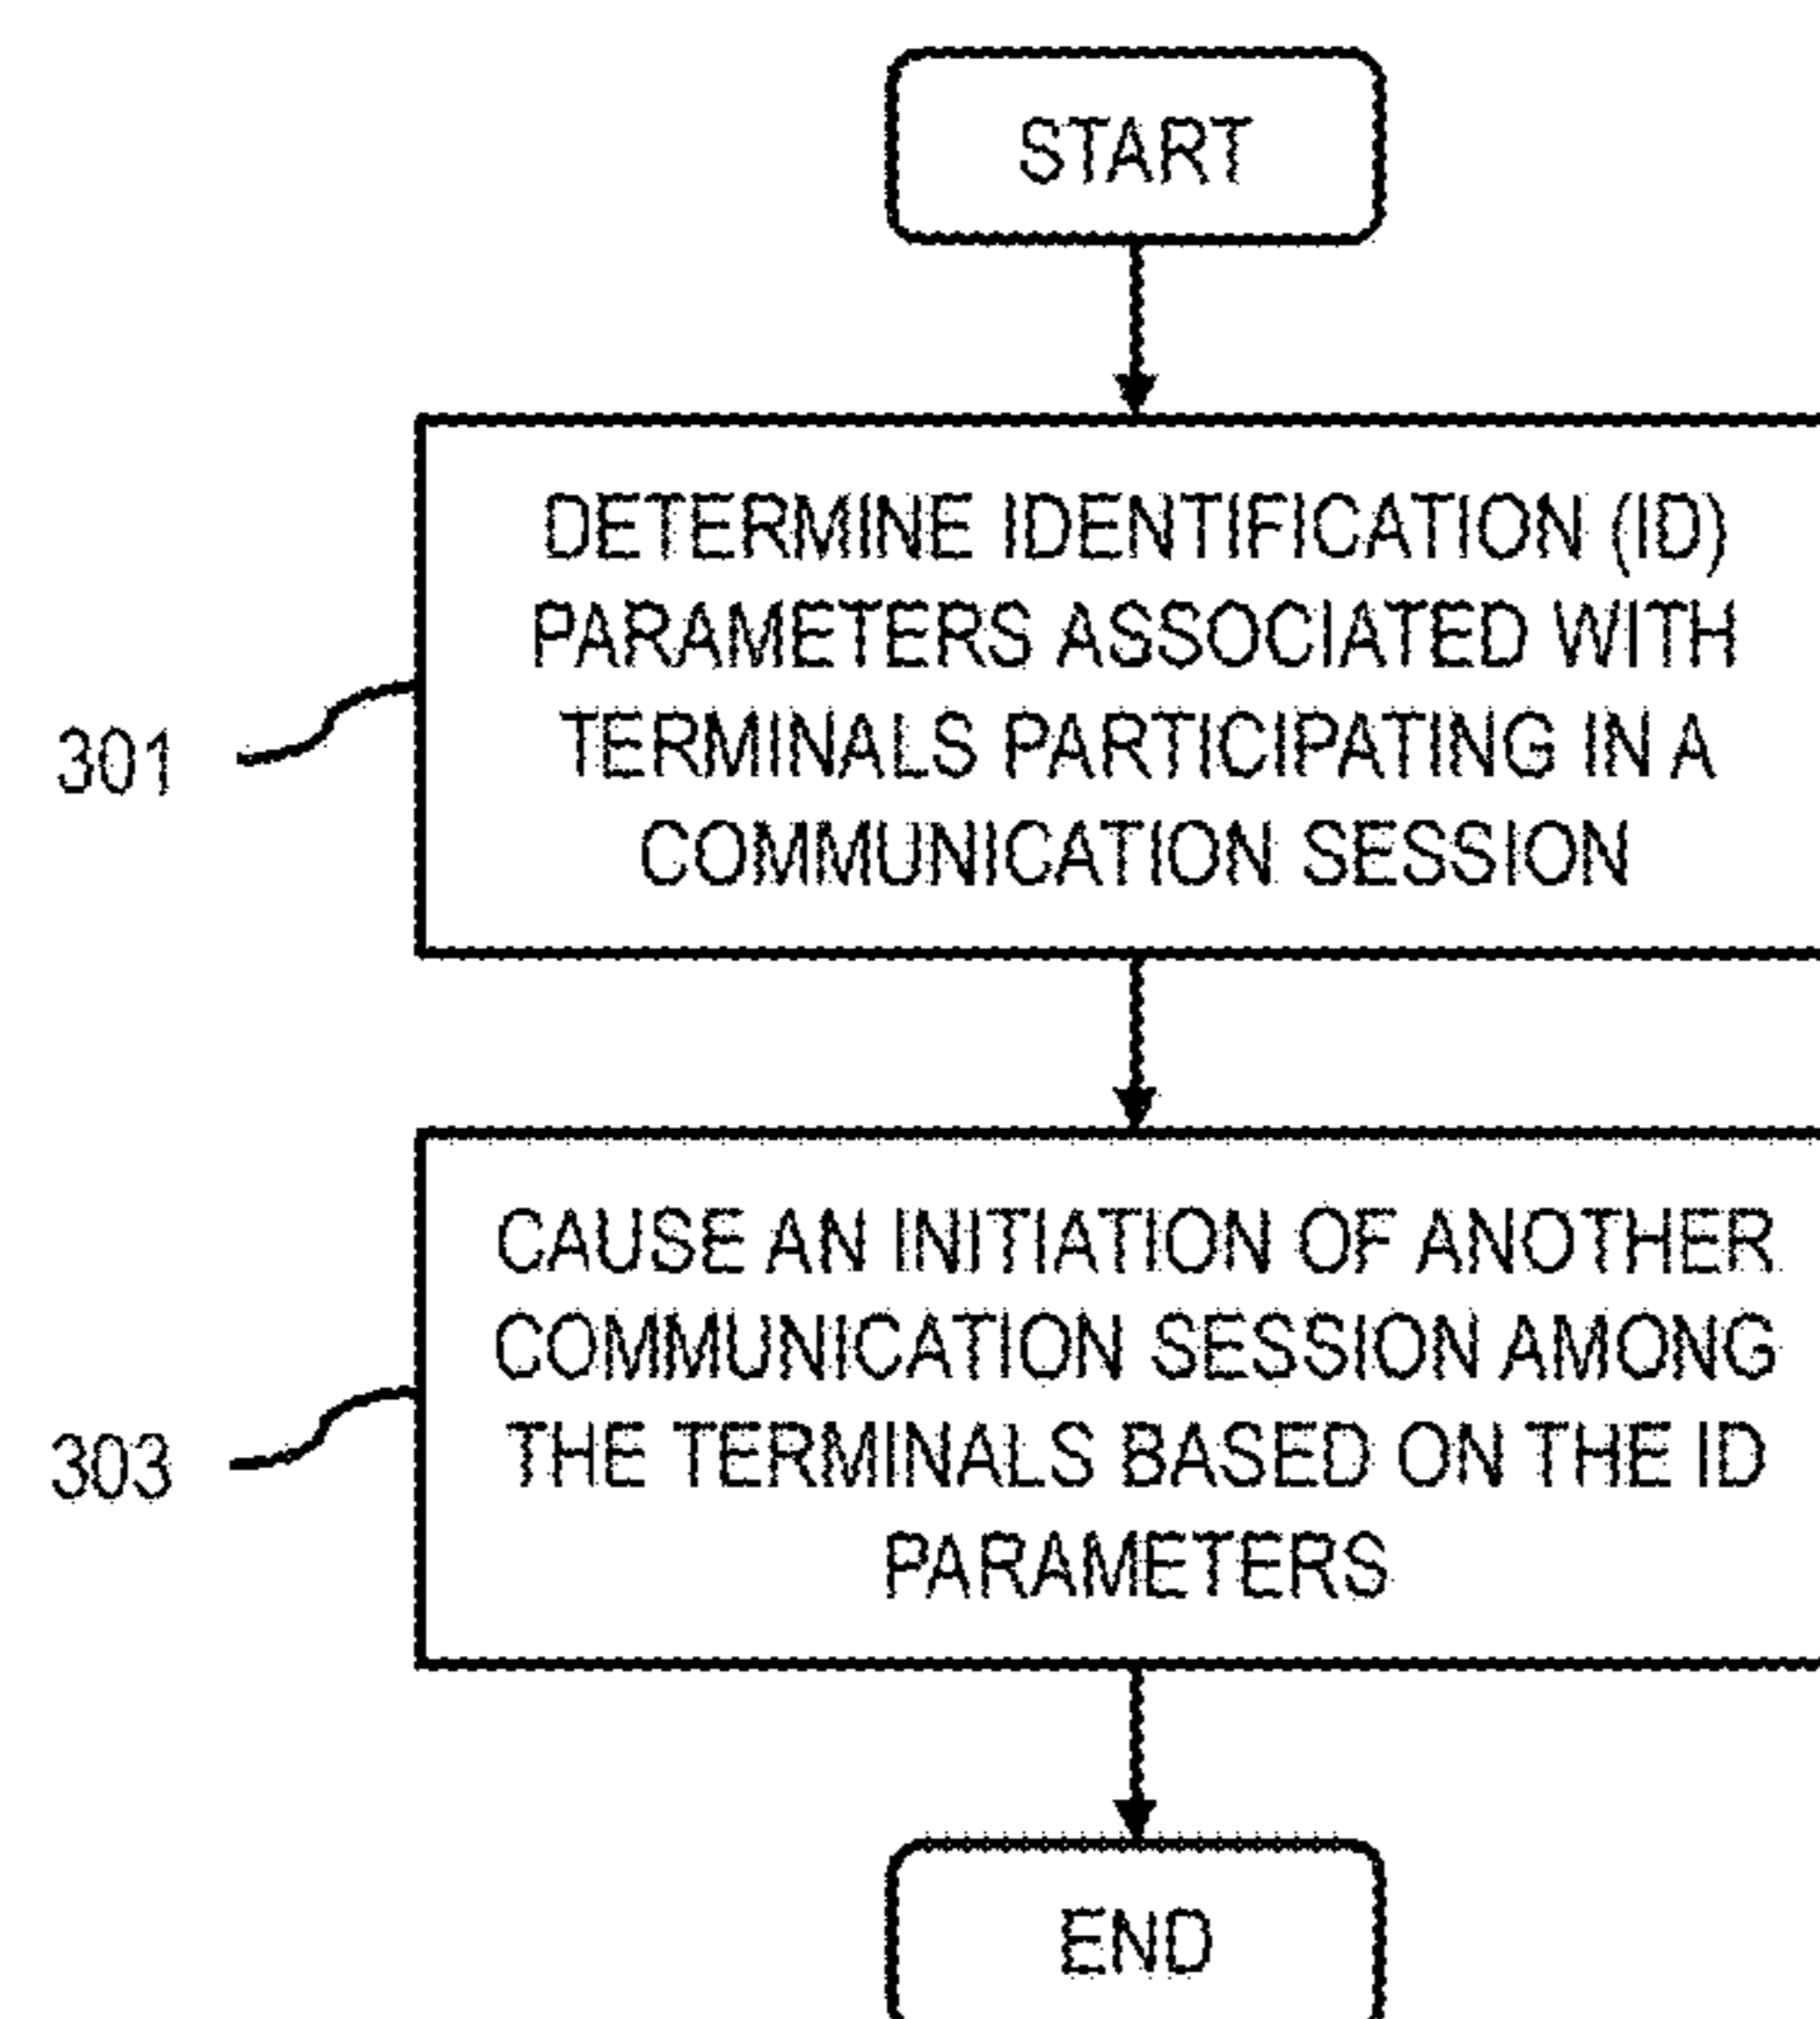 START
DETERMINE IDENTIFICATION (ID)
PARAMETERS ASSOCIATED WITH
TERMINALS PARTICIPATING IN A
COMMUNICATION SESSION
301
CAUSE AN INITIATION OF ANOTHER
COMMUNICATION SESSION AMONG
THE TERMINALS BASED ON THE ID
PARAMETERS
303
END